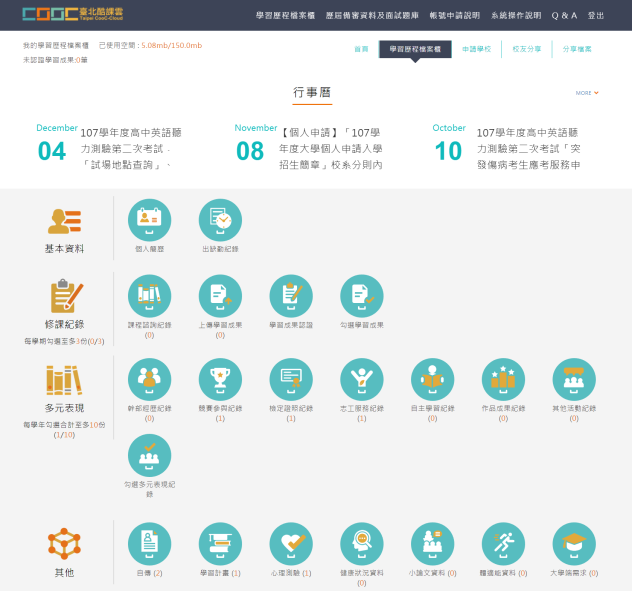 COOC 臺北酷課雲
Taipei CooC-Cloud
學習歷程檔案櫃 歷屆備審資料及面試題庫 帳號申請說明 系統操作說明 Q & A 登出
我的學習歷程檔案櫃 已使用空間：5.08mb/150.0mb
未認證學習成果:0筆
首頁 學習歷程檔案櫃 申請學校 校友分享 分享檔案
行事曆
MORE
December
04
107學年度高中英語聽
力測驗第二次考試﹒
「試場地點查詢」、
November
08
【個人申請】「107學
年度大學個人申請入學
招生簡章」校系分則內
October
10
107學年度高中英語聽
力測驗第二次考試「突
發傷病考生應考服務申
基本資料
個人簡歷
出缺勤紀錄
修課紀錄
每學期勾選至多3份(0/3)
課程諮詢紀錄
(0)
上傳學習成果
(0)
學習成果認證
勾選學習成果
多元表現
每學年勾選合計至多10份
(1/10)
幹部經歷紀錄
(0)
競賽參與紀錄
(1)
檢定證照紀錄
(1)
志工服務紀錄
(1)
自主學習紀錄
(0)
作品成果紀錄
(0)
其他活動紀錄
(0)
勾選多元表現紀
錄
其他
自傳 (2)
學習計畫 (1)
心理測驗 (1)
健康狀況資料
(0)
小論文資料 (0)
體適能資料 (0)
大學端需求 (0)